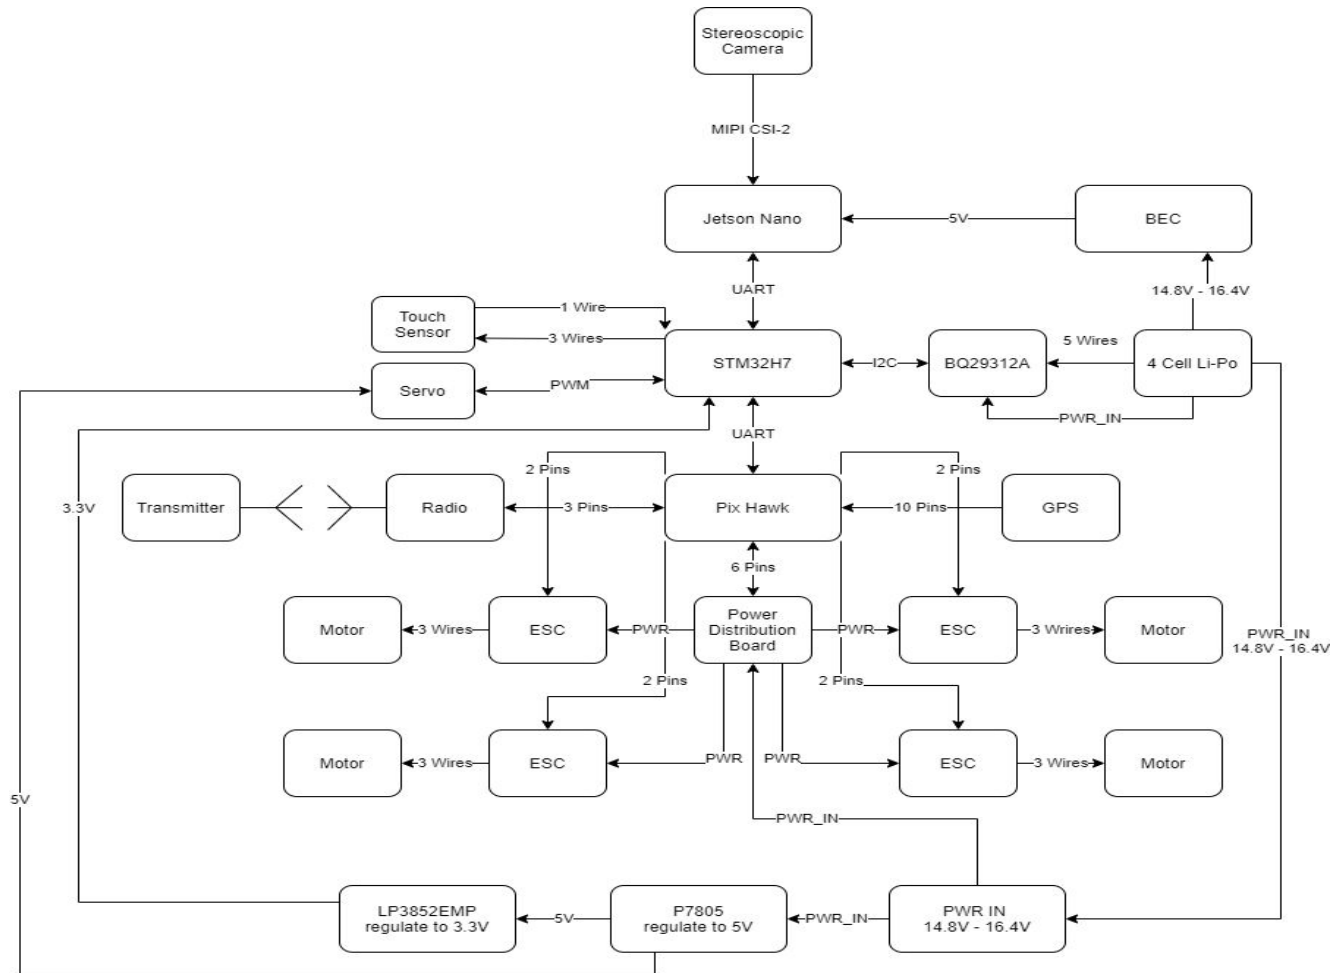 Stereoscopic
Camera
MIPI CSI-2
Jetson Nano
5V
BEC
UART
14.8V - 16.4V
Touch
Sensor
1 Wire
3 Wires
STM32H7
I2C
BQ29312A
5 Wires
4 Cell Li-Po
Servo
PWM
PWR_IN
UART
2 Pins
2 Pins
3.3V
Transmitter
Radio
3 Pins
Pix Hawk
10 Pins
GPS
6 Pins
Motor
3 Wires
ESC
PWR
Power
Distribution
Board
PWR
ESC
3 Wrires
Motor
PWR_IN
14.8V - 16.4V
2 Pins
2 Pins
Motor
3 Wires
ESC
PWR
PWR
ESC
3 Wires
Motor
5V
PWR_IN
LP3852EMP
regulate to 3.3V
5V
P7805
regulate to 5V
PWR_IN
PWR IN
14.8V - 16.4V